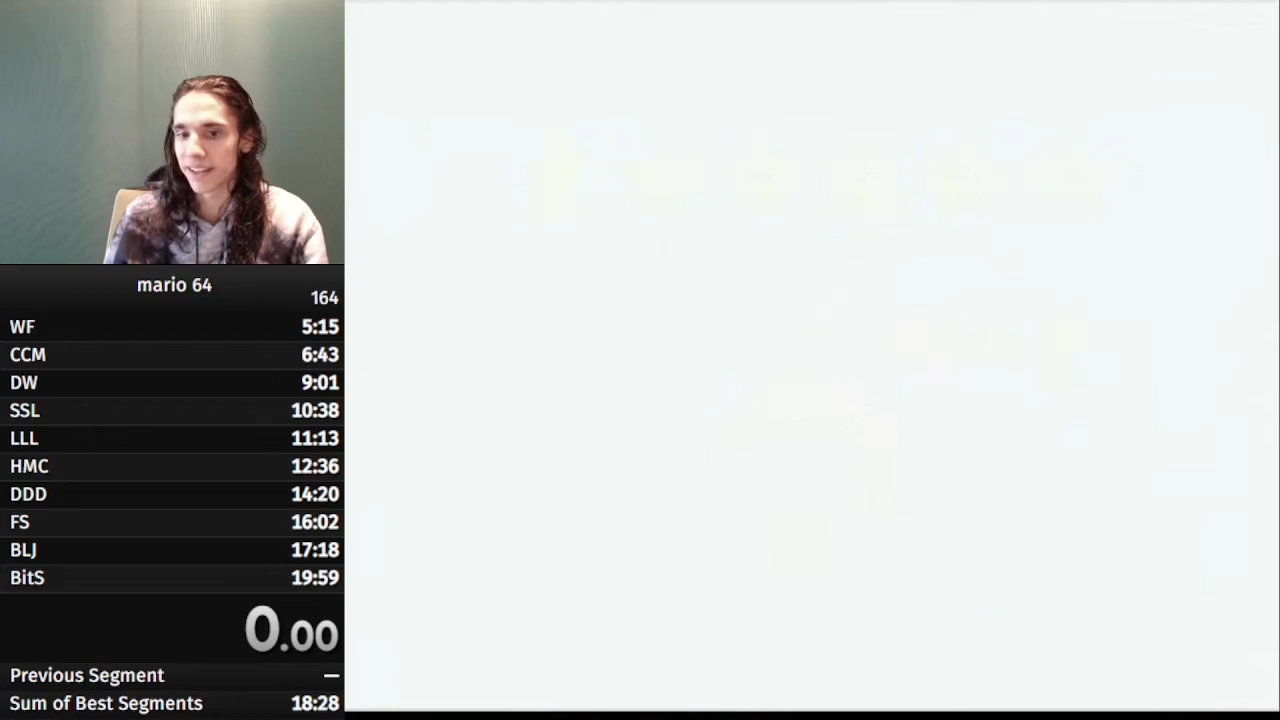 mario 64
164
WF 5:15
CCM 6:43
DW 9:01
SSL 10:38
LLL 11:13
HMC 12:36
DDD 14:20
FS 16:02
BLJ 17:18
BitS 19:59
0.00
Previous Segment —
Sum of Best Segments 18:28